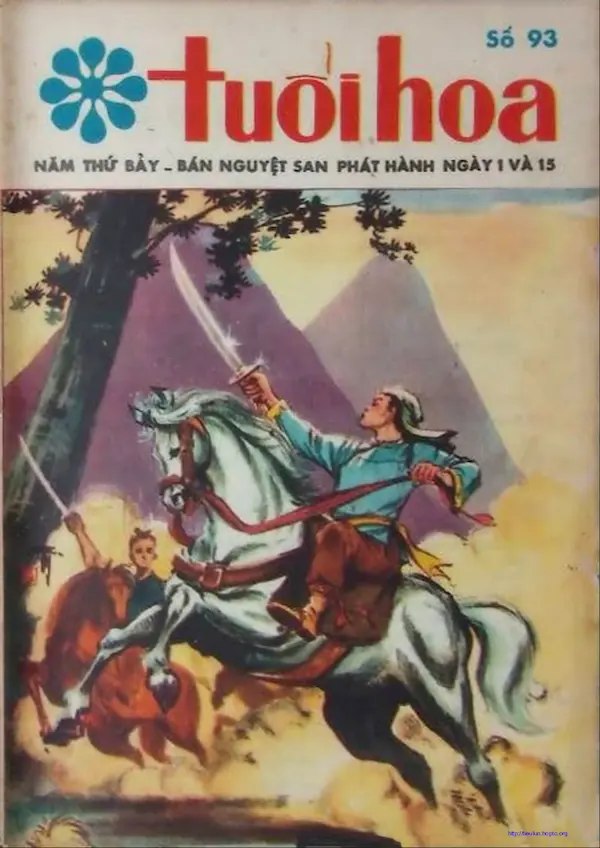 Số 93
tuổi hoa
NĂM THỨ BẢY - BÁN NGUYỆT SAN PHÁT HÀNH NGÀY 1 VÀ 15